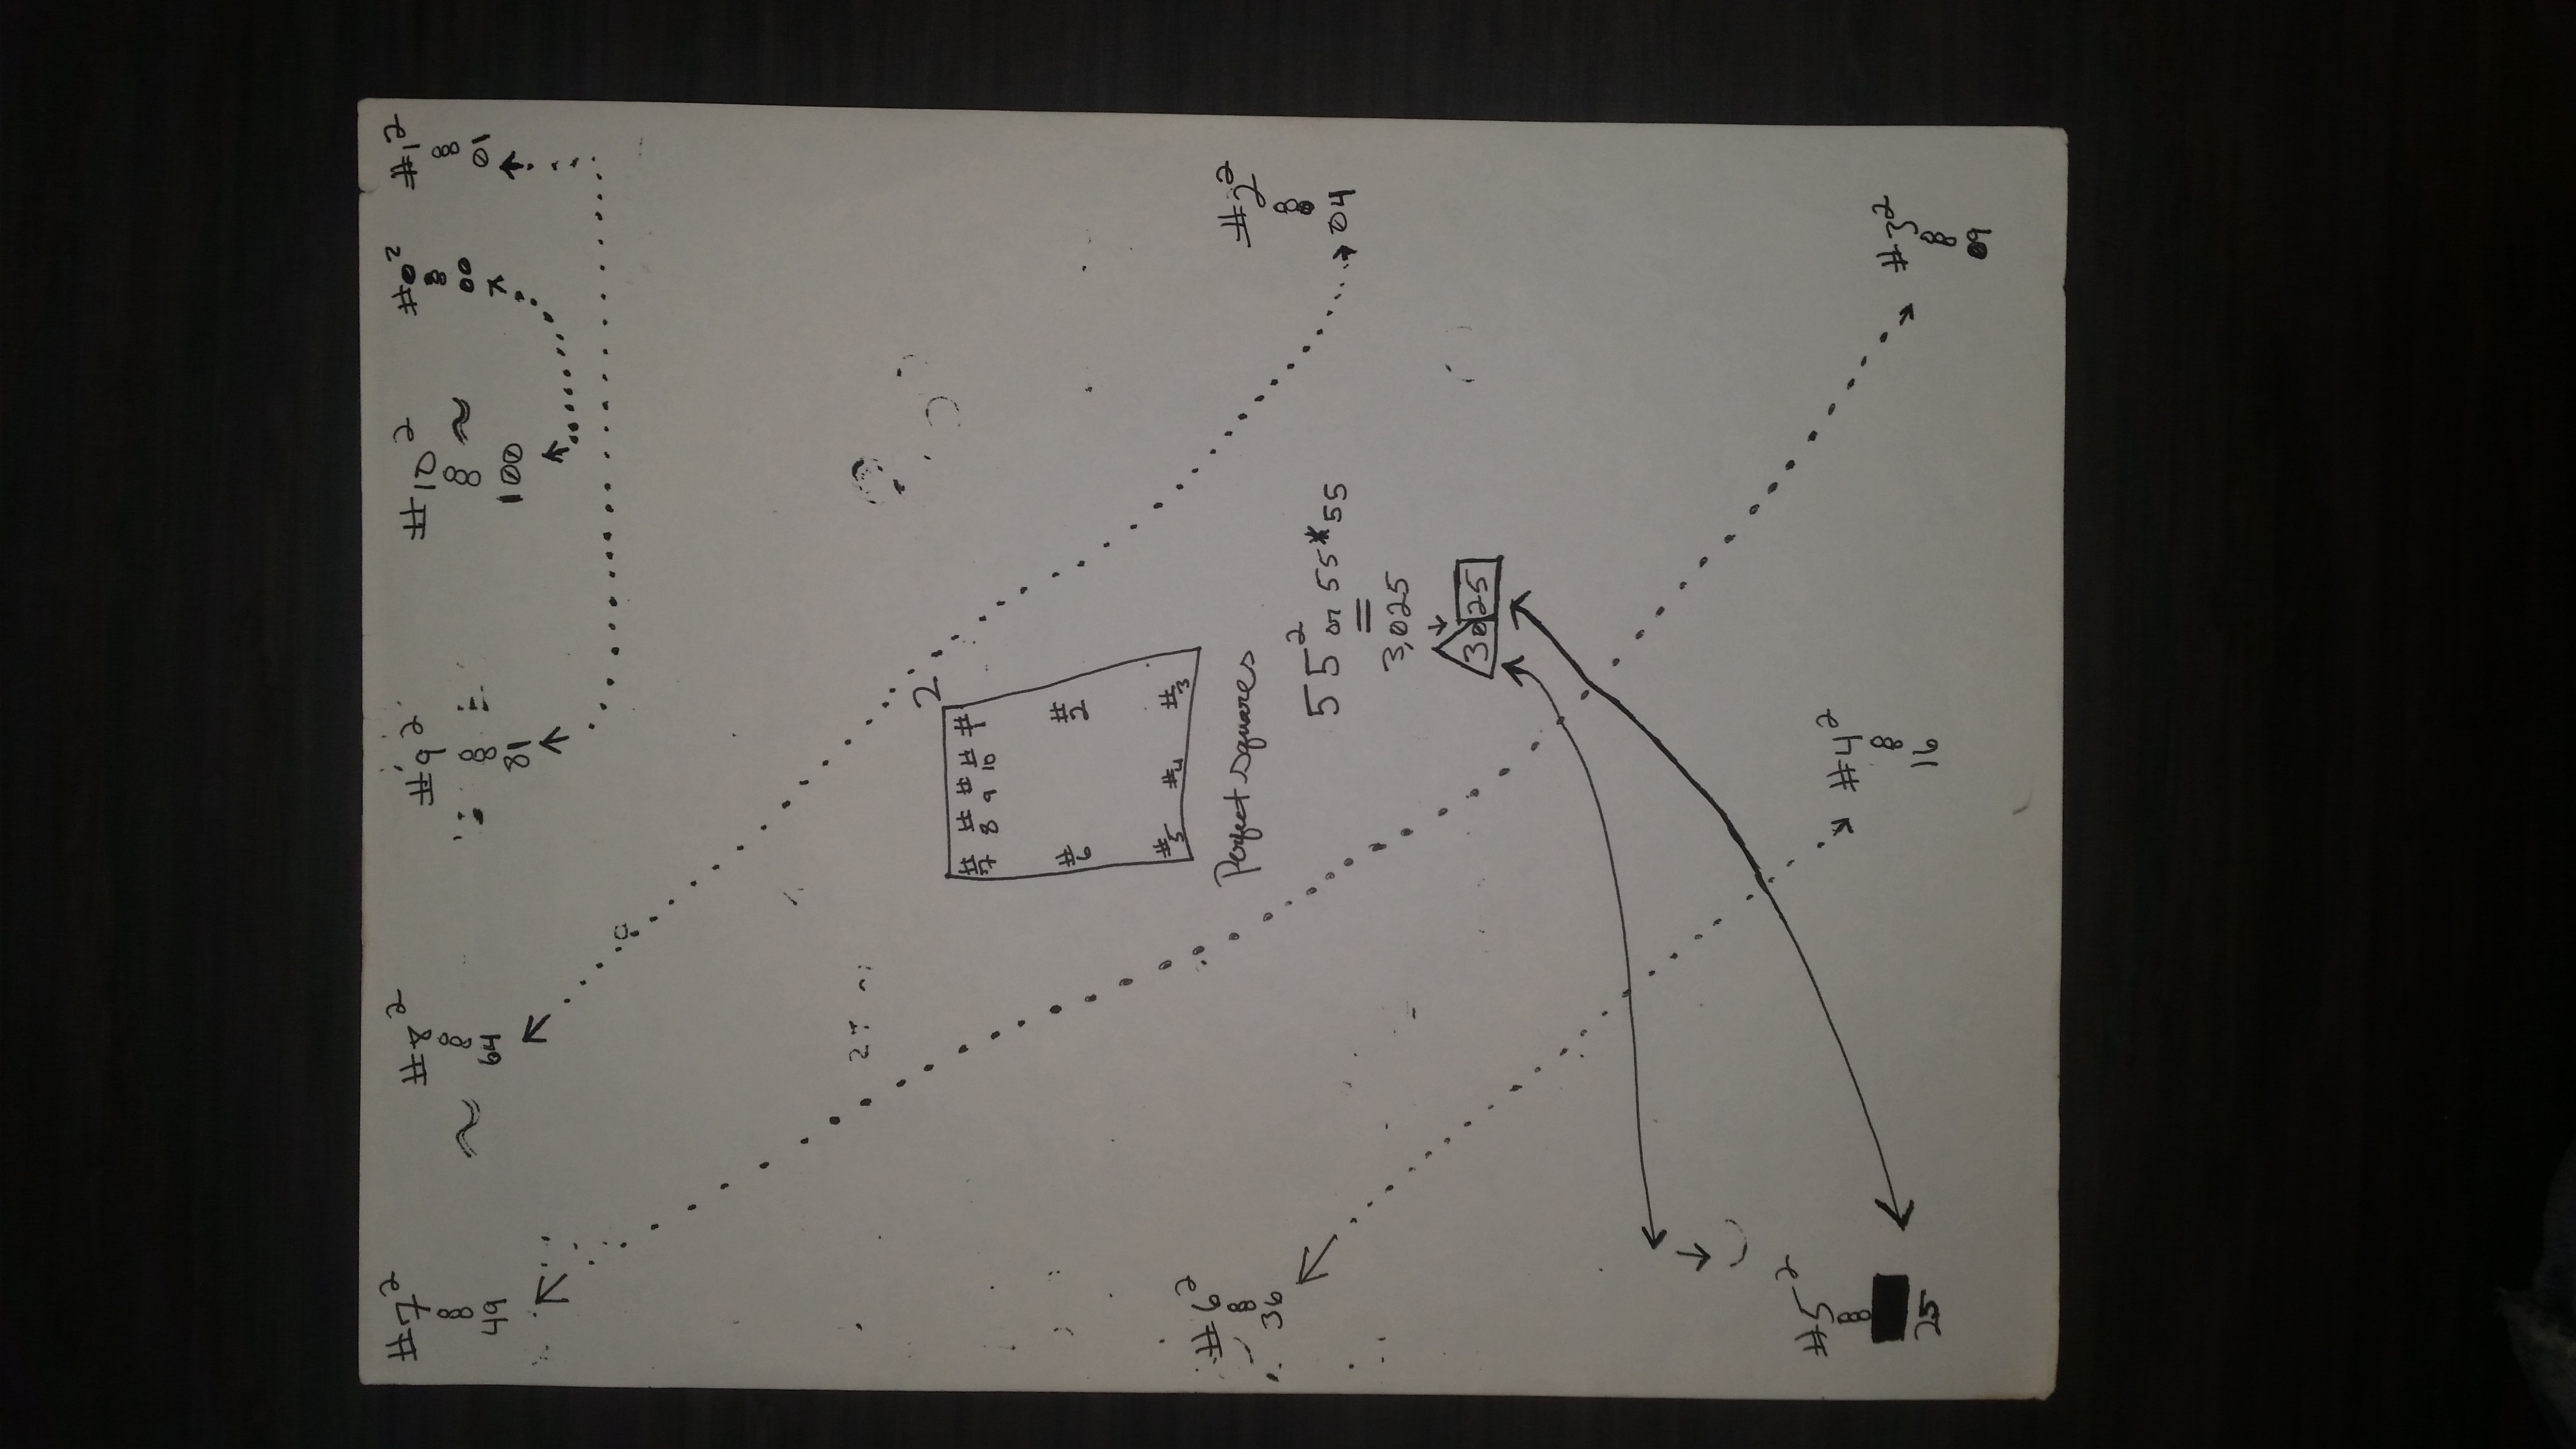 #7² #8² #9² #10² #0² #1²
8 ≈ 8 8 8 ≈ 8 8
49 64 81 100 00 01
2
# # # # #
7 8 9 10 1
# #
6 2
#5 #4 #3
Perfect squares
#6²
8
36
#2²
8
04
55² or 55*55
=
3,025
3025
#5²
8
25
#4²
8
16
#3²
8
09